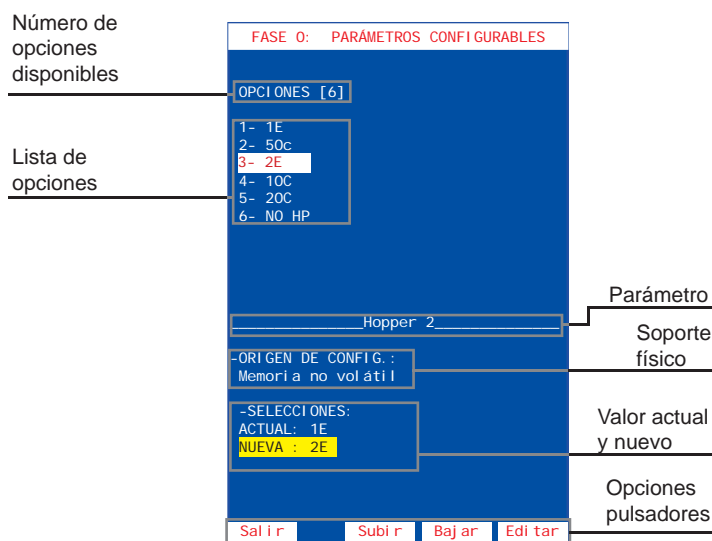 Número de
opciones
disponibles
FASE 0:   PARÁMETROS CONFIGURABLES
OPCIONES [6]
Lista de
opciones
1- 1E
2- 50c
3- 2E
4- 10C
5- 20C
6- NO HP
Parámetro
________________Hopper 2_______________
Soporte
físico
-ORIGEN DE CONFIG.:
Memoria no volátil
Valor actual
y nuevo
-SELECCIONES:
ACTUAL: 1E
NUEVA : 2E
Opciones
pulsadores
Salir   Subir   Bajar   Editar